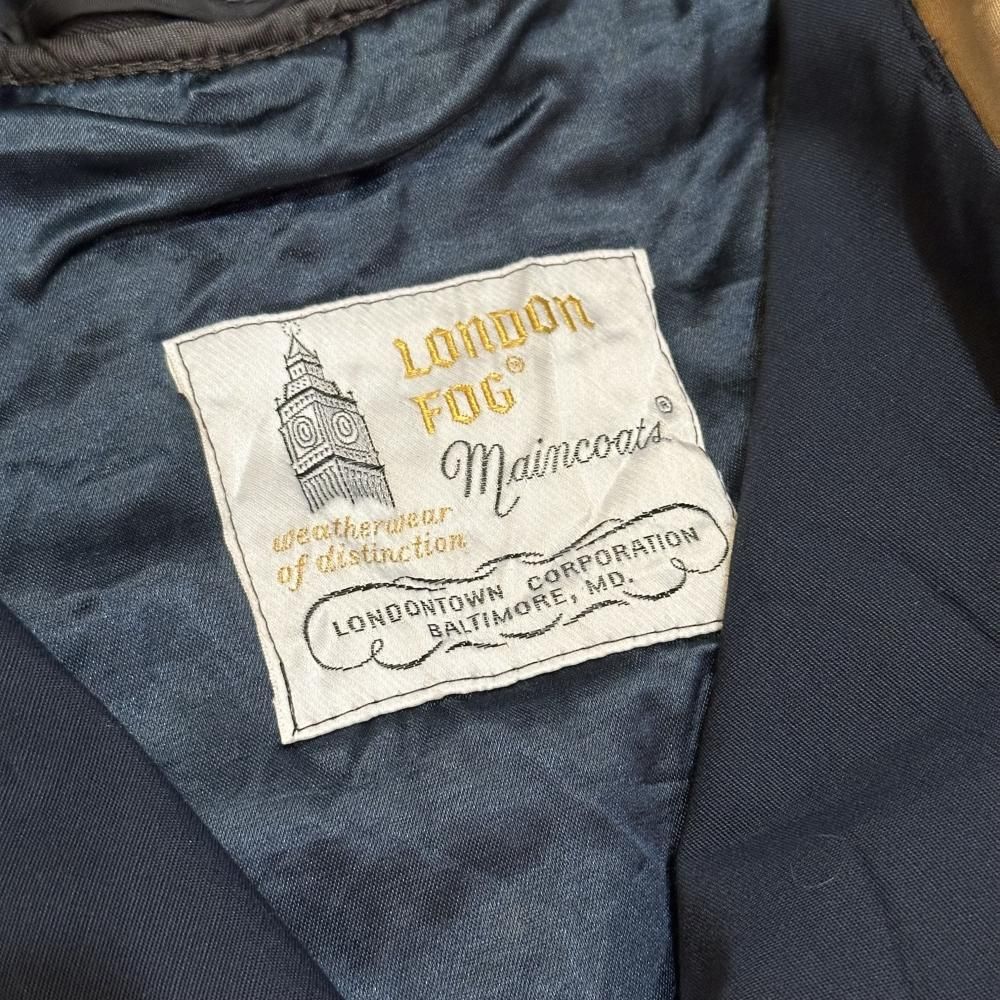 LONDON
FOG®
Maincoats®
weatherwear
of distinction
LONDONTOWN CORPORATION
BALTIMORE, MD.